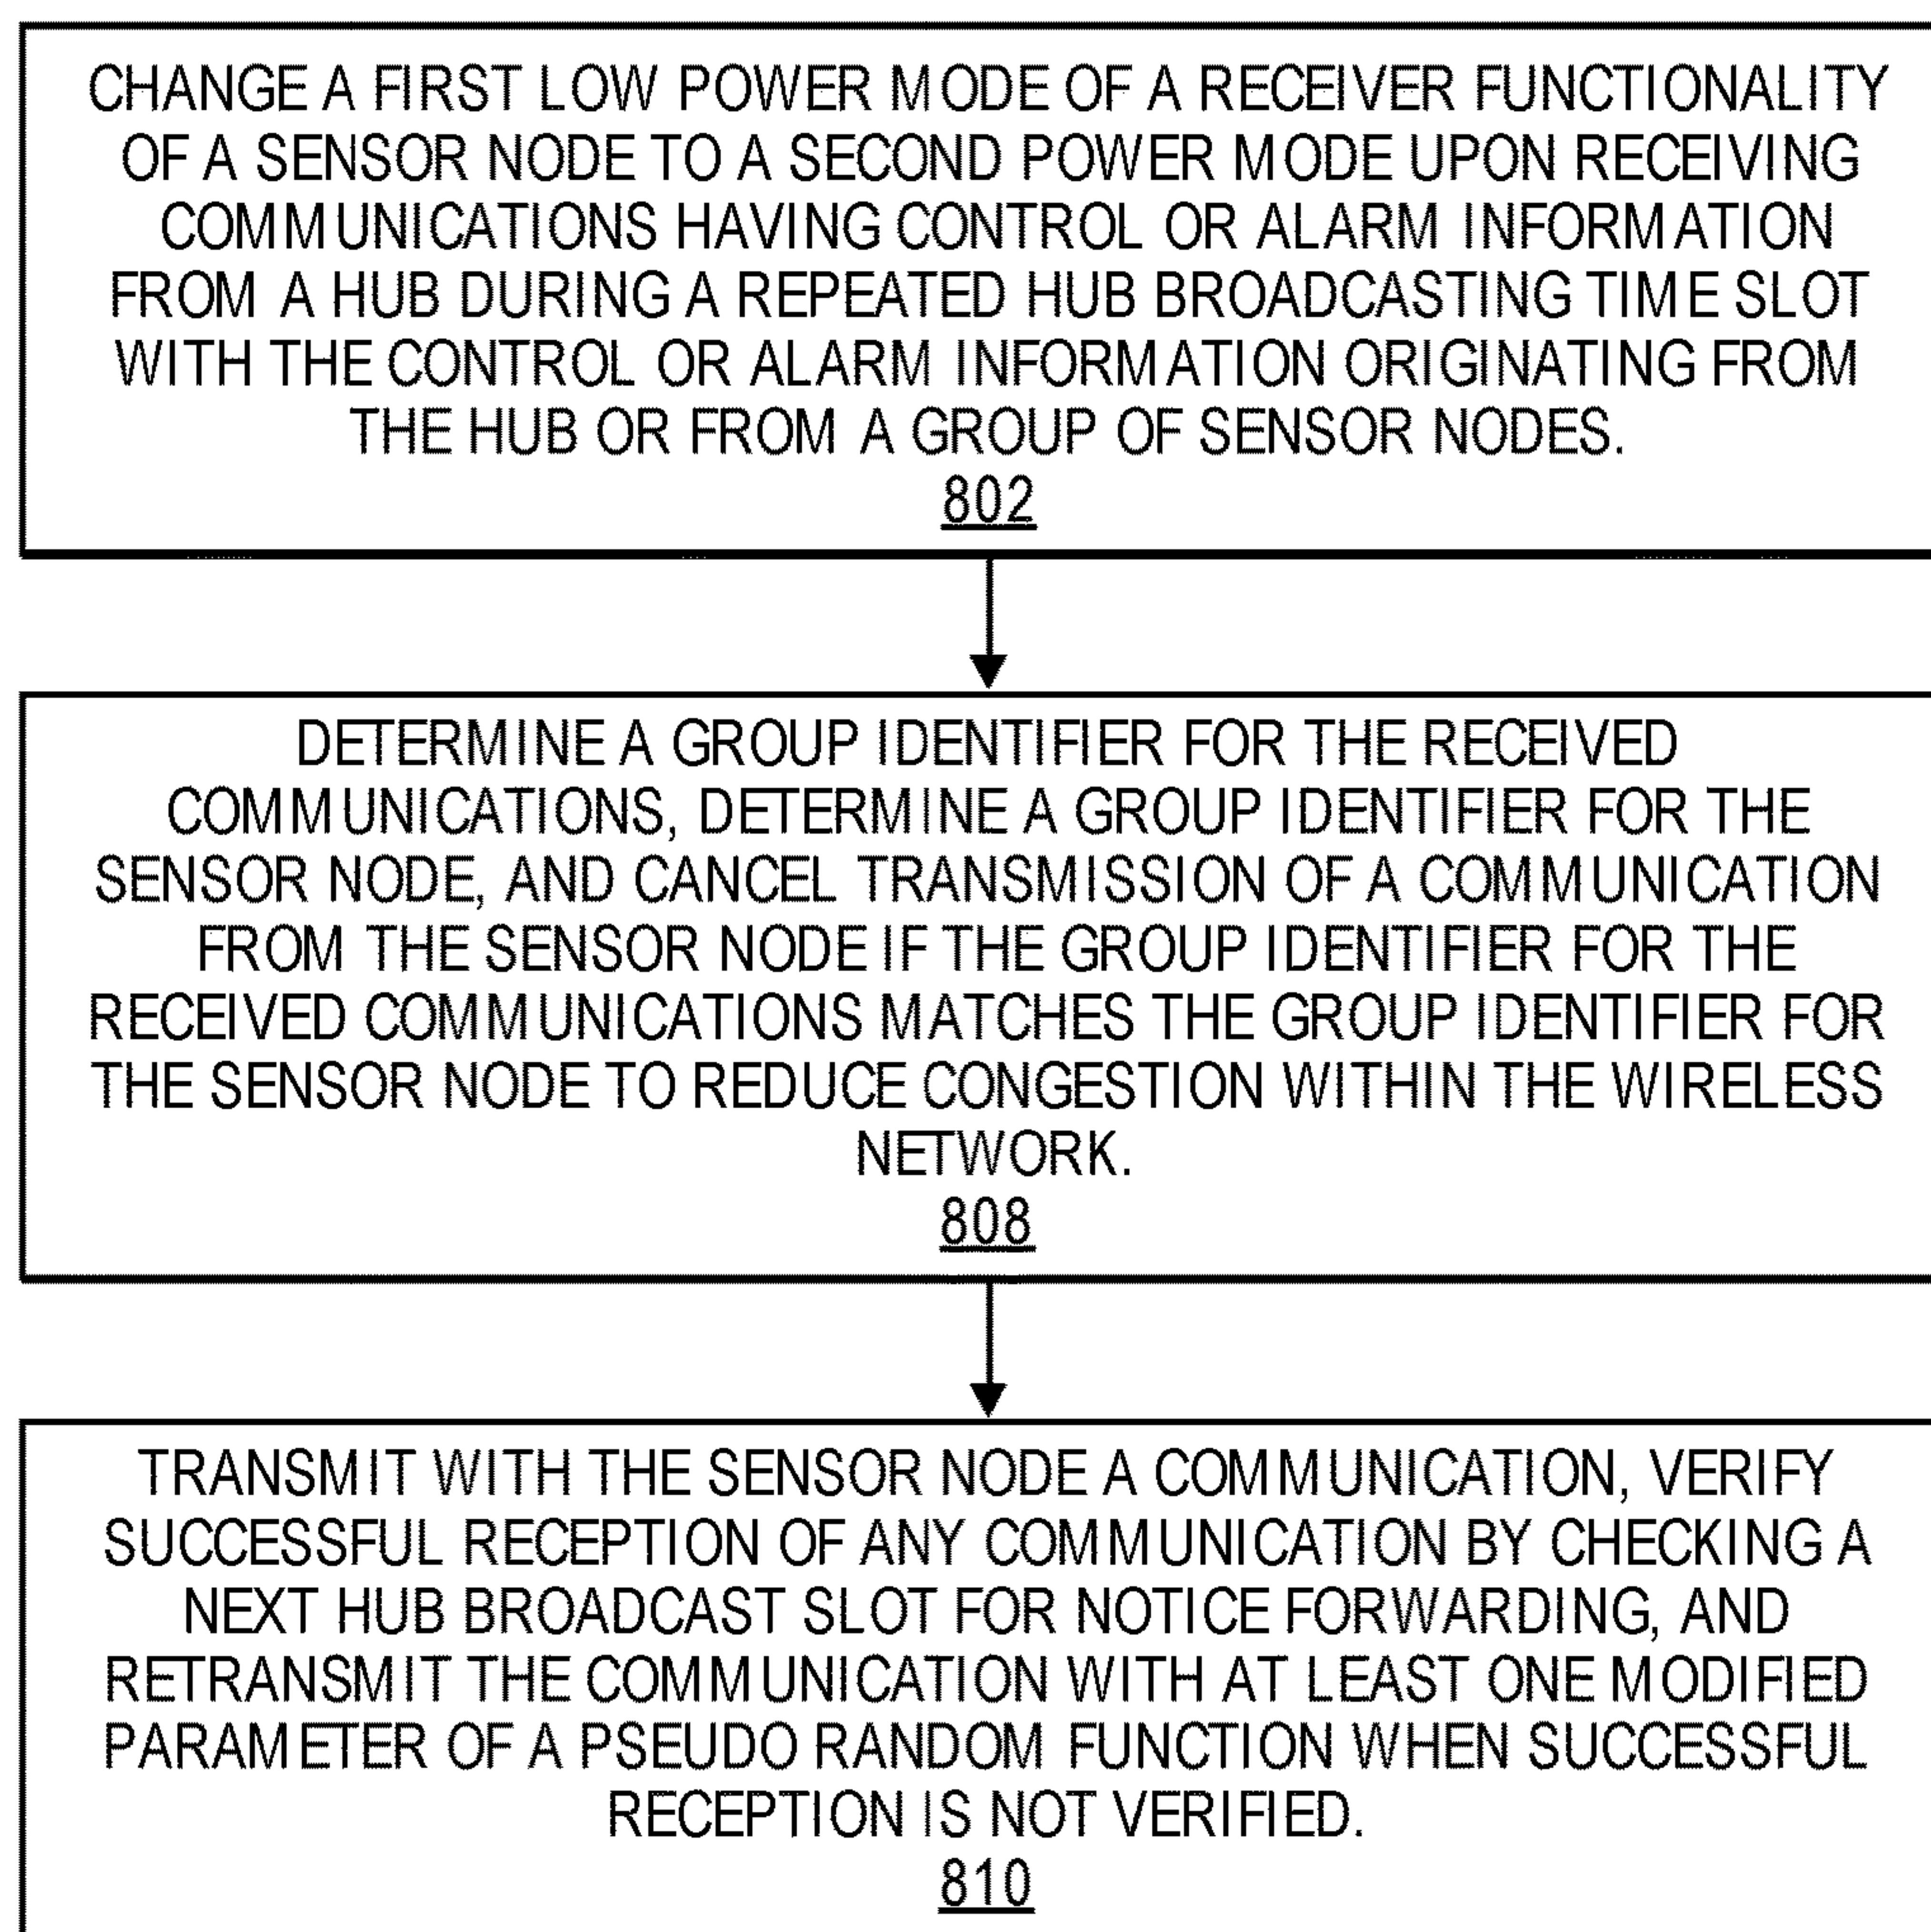 CHANGE A FIRST LOW POWER MODE OF A RECEIVER FUNCTIONALITY
OF A SENSOR NODE TO A SECOND POWER MODE UPON RECEIVING
COMMUNICATIONS HAVING CONTROL OR ALARM INFORMATION
FROM A HUB DURING A REPEATED HUB BROADCASTING TIME SLOT
WITH THE CONTROL OR ALARM INFORMATION ORIGINATING FROM
THE HUB OR FROM A GROUP OF SENSOR NODES.
802
DETERMINE A GROUP IDENTIFIER FOR THE RECEIVED
COMMUNICATIONS, DETERMINE A GROUP IDENTIFIER FOR THE
SENSOR NODE, AND CANCEL TRANSMISSION OF A COMMUNICATION
FROM THE SENSOR NODE IF THE GROUP IDENTIFIER FOR THE
RECEIVED COMMUNICATIONS MATCHES THE GROUP IDENTIFIER FOR
THE SENSOR NODE TO REDUCE CONGESTION WITHIN THE WIRELESS
NETWORK.
808
TRANSMIT WITH THE SENSOR NODE A COMMUNICATION, VERIFY
SUCCESSFUL RECEPTION OF ANY COMMUNICATION BY CHECKING A
NEXT HUB BROADCAST SLOT FOR NOTICE FORWARDING, AND
RETRANSMIT THE COMMUNICATION WITH AT LEAST ONE MODIFIED
PARAMETER OF A PSEUDO RANDOM FUNCTION WHEN SUCCESSFUL
RECEPTION IS NOT VERIFIED.
810